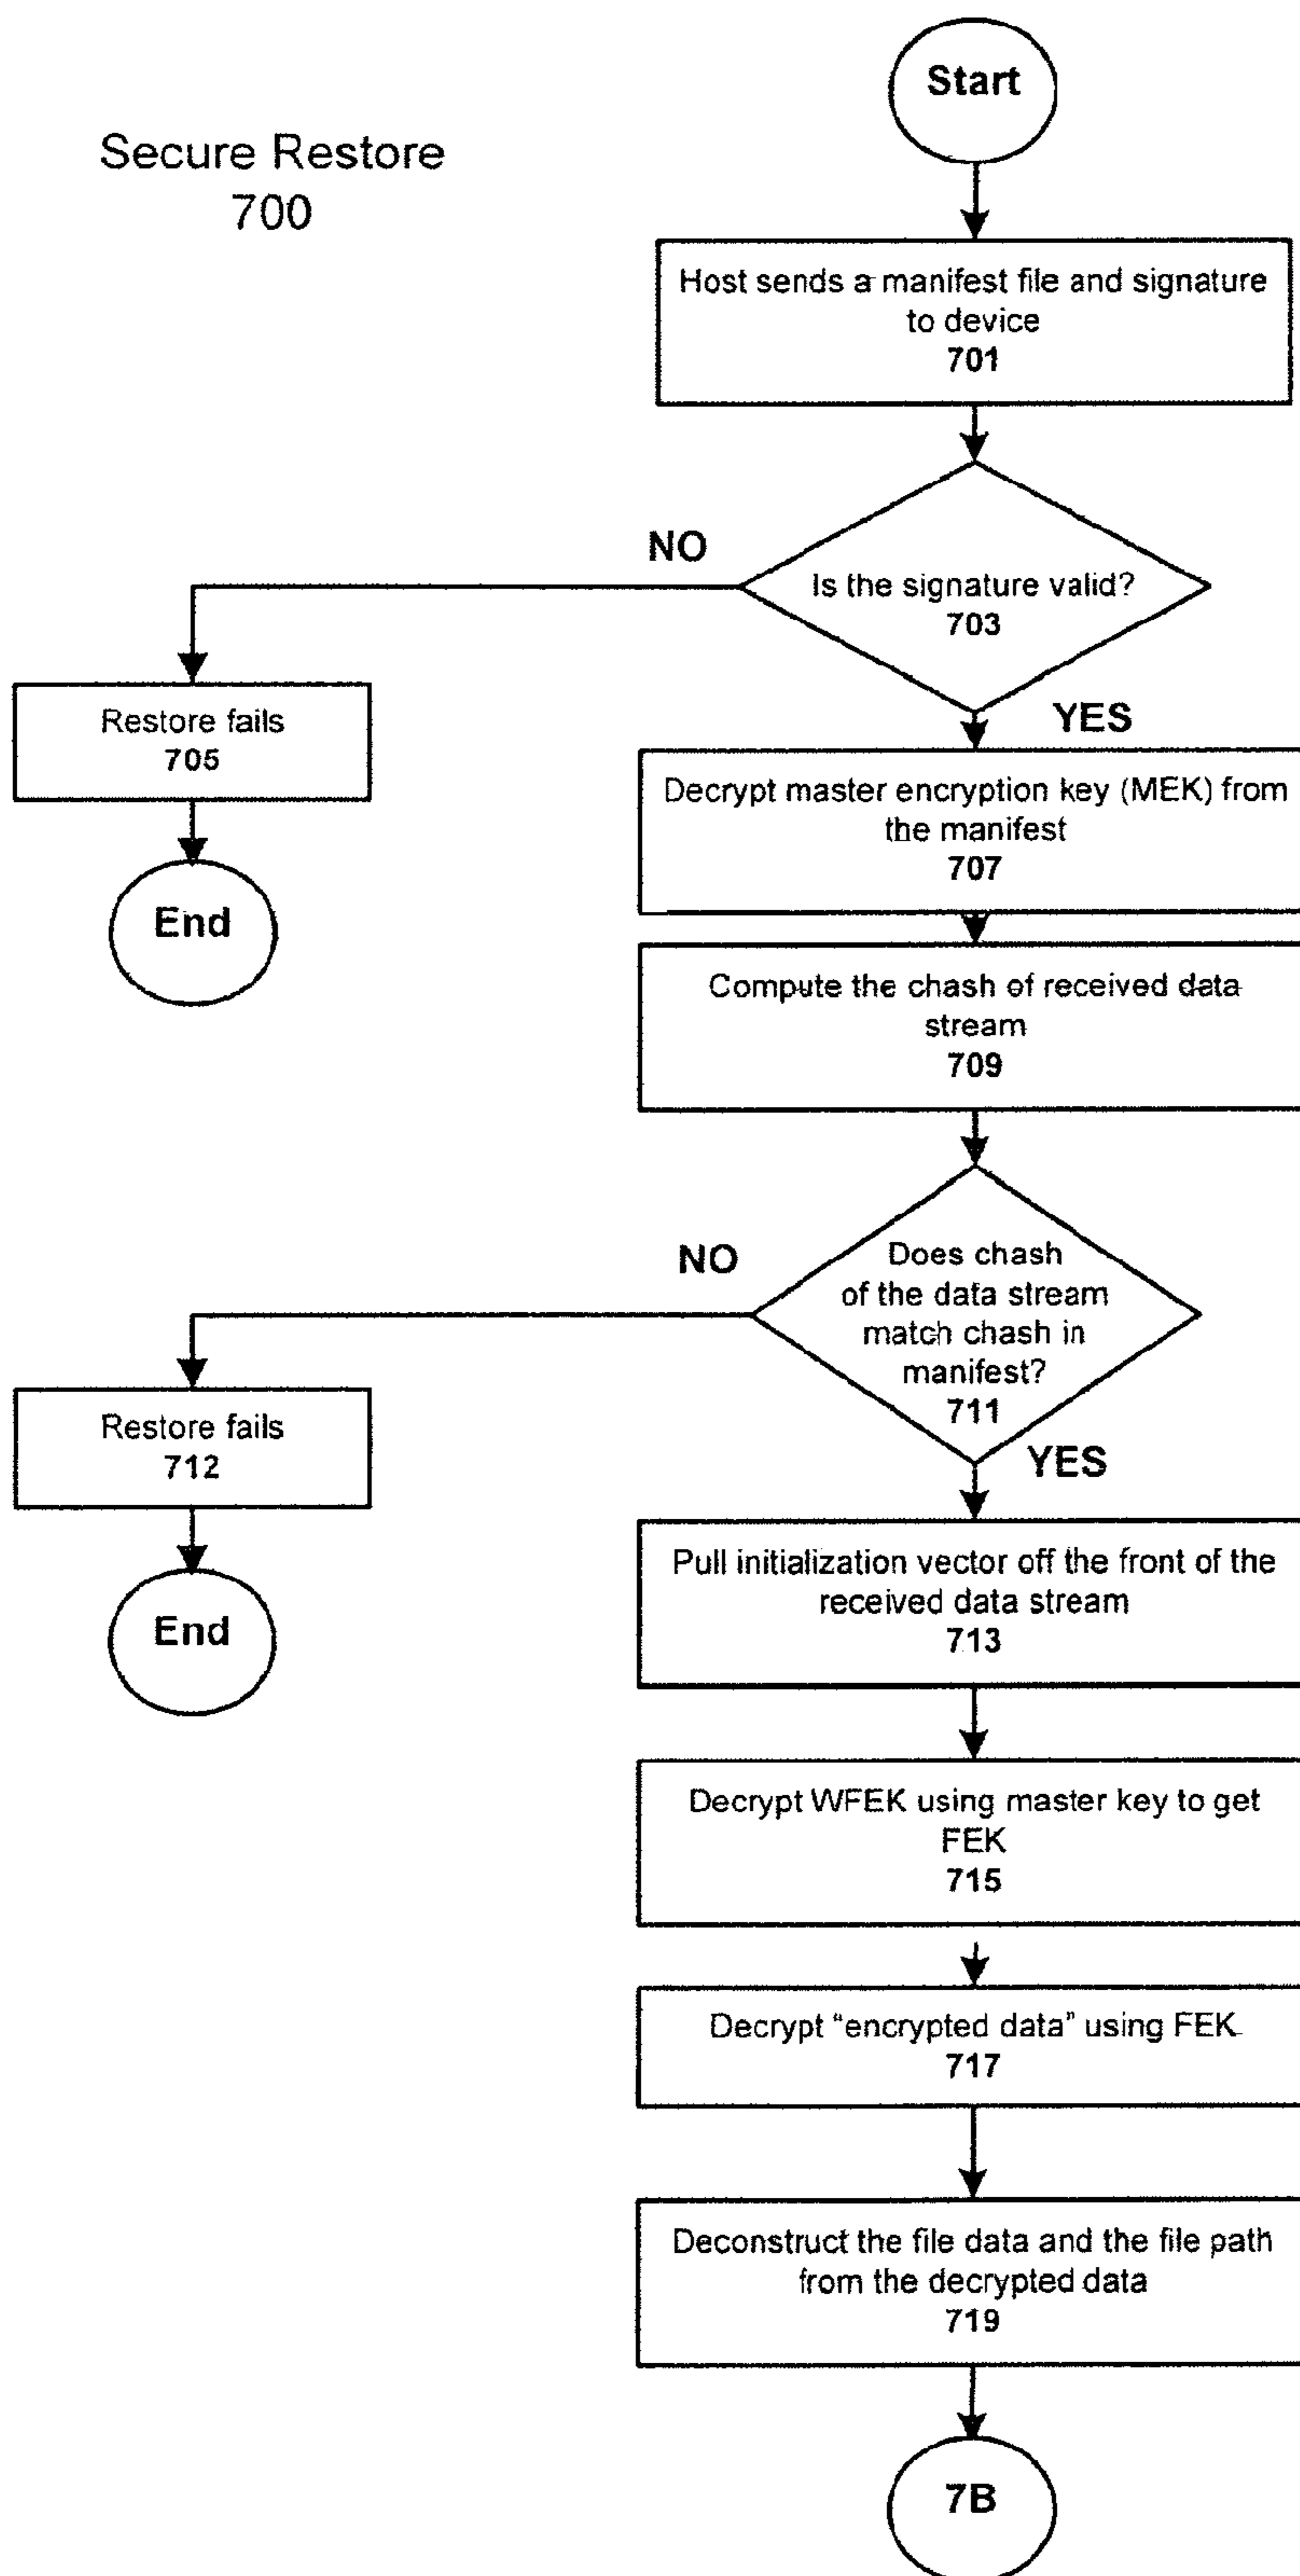 Start
Secure Restore
700
Host sends a manifest file and signature
to device
701
NO
Is the signature valid?
703
YES
Restore fails
705
Decrypt master encryption key (MEK) from
the manifest
707
End
Compute the chash of received data
stream
709
NO
Does chash
of the data stream
match chash in
manifest?
711
YES
Restore fails
712
Pull initialization vector off the front of the
received data stream
713
End
Decrypt WFEK using master key to get
FEK
715
Decrypt “encrypted data” using FEK
717
Deconstruct the file data and the file path
from the decrypted data
719
7B